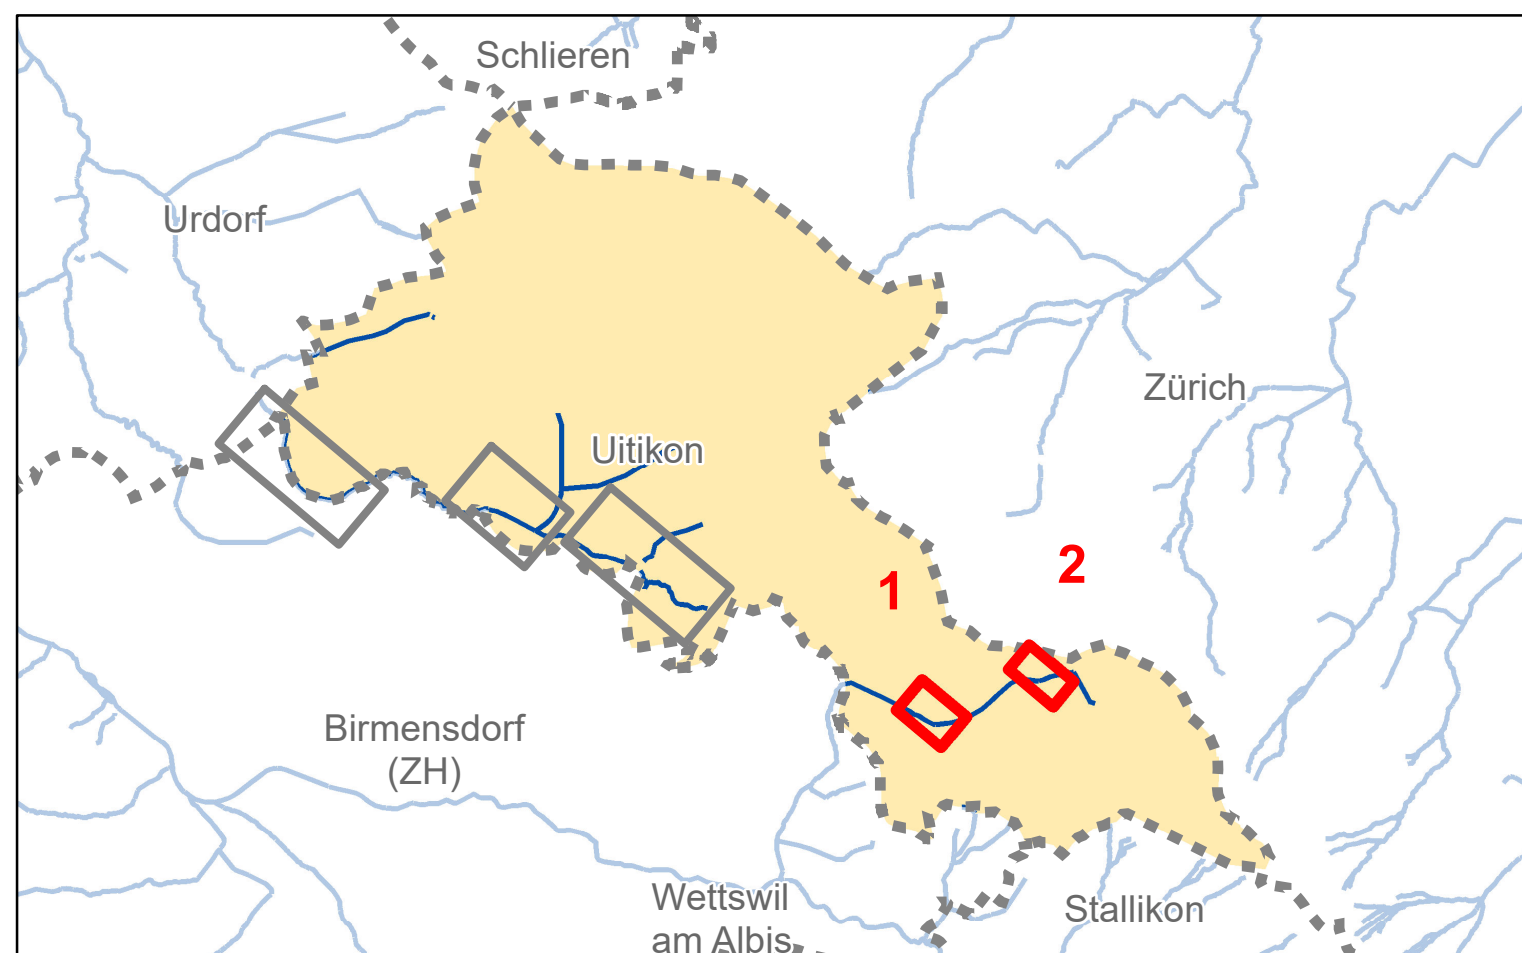 Schlieren
Urdorf
Zürich
Uitikon
1
2
Birmensdorf
(ZH)
Wettswil
am Albis
Stallikon